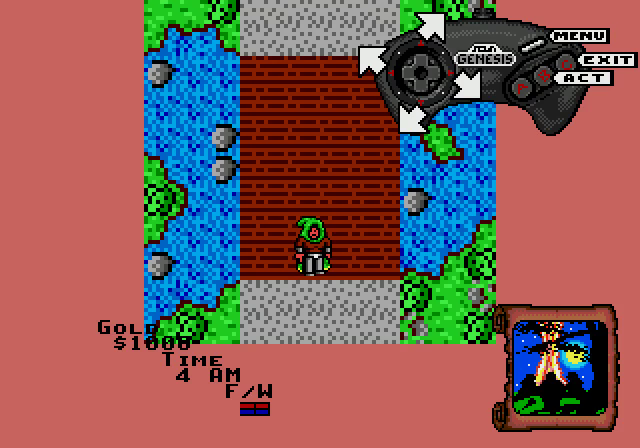 MENU
SEGA
GENESIS
EXIT
ACT
A B C
GOLD
$1000
TIME
4 AM
F/W